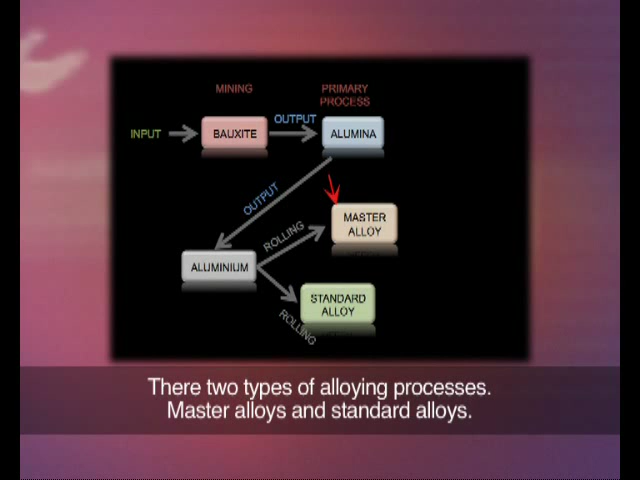 MINING
PRIMARY
PROCESS
INPUT
BAUXITE
OUTPUT
ALUMINA
OUTPUT
MASTER
ALLOY
ROLLING
ALUMINIUM
STANDARD
ALLOY
ROLLING
There two types of alloying processes.
Master alloys and standard alloys.